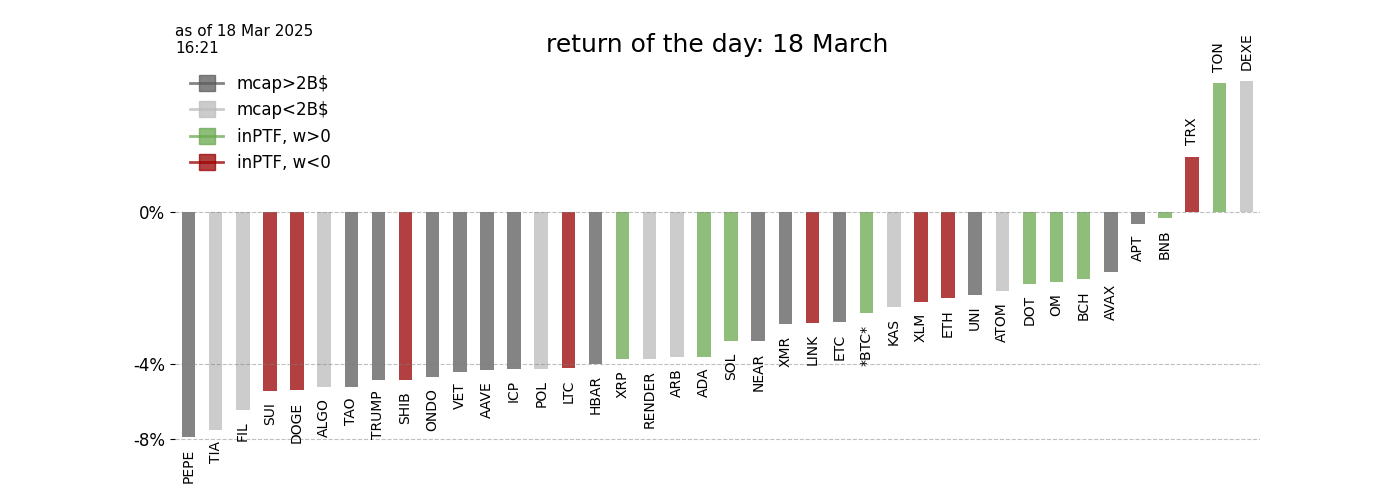 as of 18 Mar 2025
16:21
return of the day: 18 March
mcap>2B$
mcap<2B$
inPTF, w>0
inPTF, w<0
0%
-4%
-8%
PEPE
TIA
FIL
SUI
DOGE
ALGO
TAO
TRUMP
SHIB
ONDO
VET
AAVE
ICP
POL
LTC
HBAR
XRP
RENDER
ARB
ADA
SOL
NEAR
XMR
LINK
ETC
*BTC*
KAS
XLM
ETH
UNI
ATOM
DOT
OM
BCH
AVAX
APT
BNB
TRX
TON
DEXE